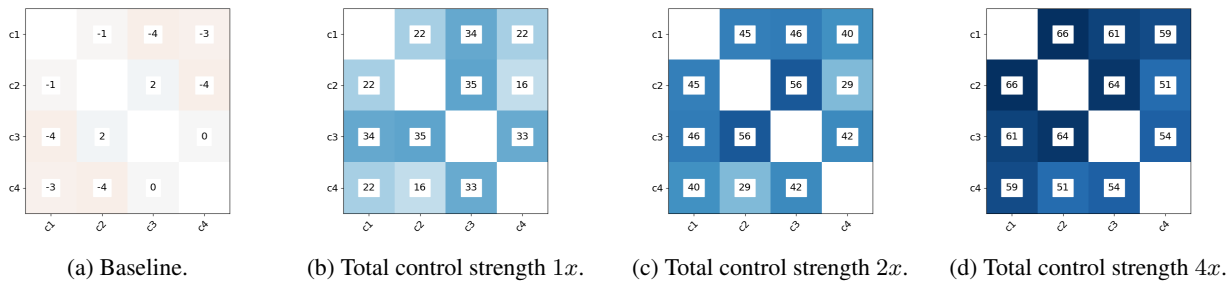 c1 -1 -4 -3
c2 -1 2 -4
c3 -4 2 0
c4 -3 -4 0
c1 c2 c3 c4
(a) Baseline.
c1 22 34 22
c2 22 35 16
c3 34 35 33
c4 22 16 33
c1 c2 c3 c4
(b) Total control strength 1x.
c1 45 46 40
c2 45 56 29
c3 46 56 42
c4 40 29 42
c1 c2 c3 c4
(c) Total control strength 2x.
c1 66 61 59
c2 66 64 51
c3 61 64 54
c4 59 51 54
c1 c2 c3 c4
(d) Total control strength 4x.